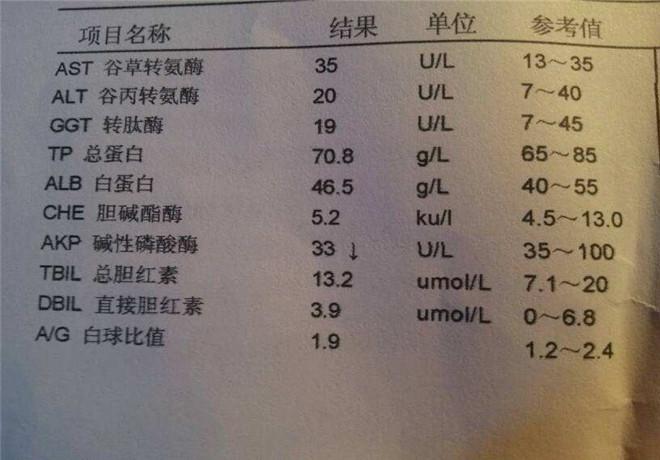 项目名称 结果 单位 参考值
AST 谷草转氨酶 35 U/L 13~35
ALT 谷丙转氨酶 20 U/L 7~40
GGT 转肽酶 19 U/L 7~45
TP 总蛋白 70.8 g/L 65~85
ALB 白蛋白 46.5 g/L 40~55
CHE 胆碱酯酶 5.2 ku/l 4.5~13.0
AKP 碱性磷酸酶 33 ↓ U/L 35~100
TBIL 总胆红素 13.2 umol/L 7.1~20
DBIL 直接胆红素 3.9 umol/L 0~6.8
A/G 白球比值 1.9 1.2~2.4